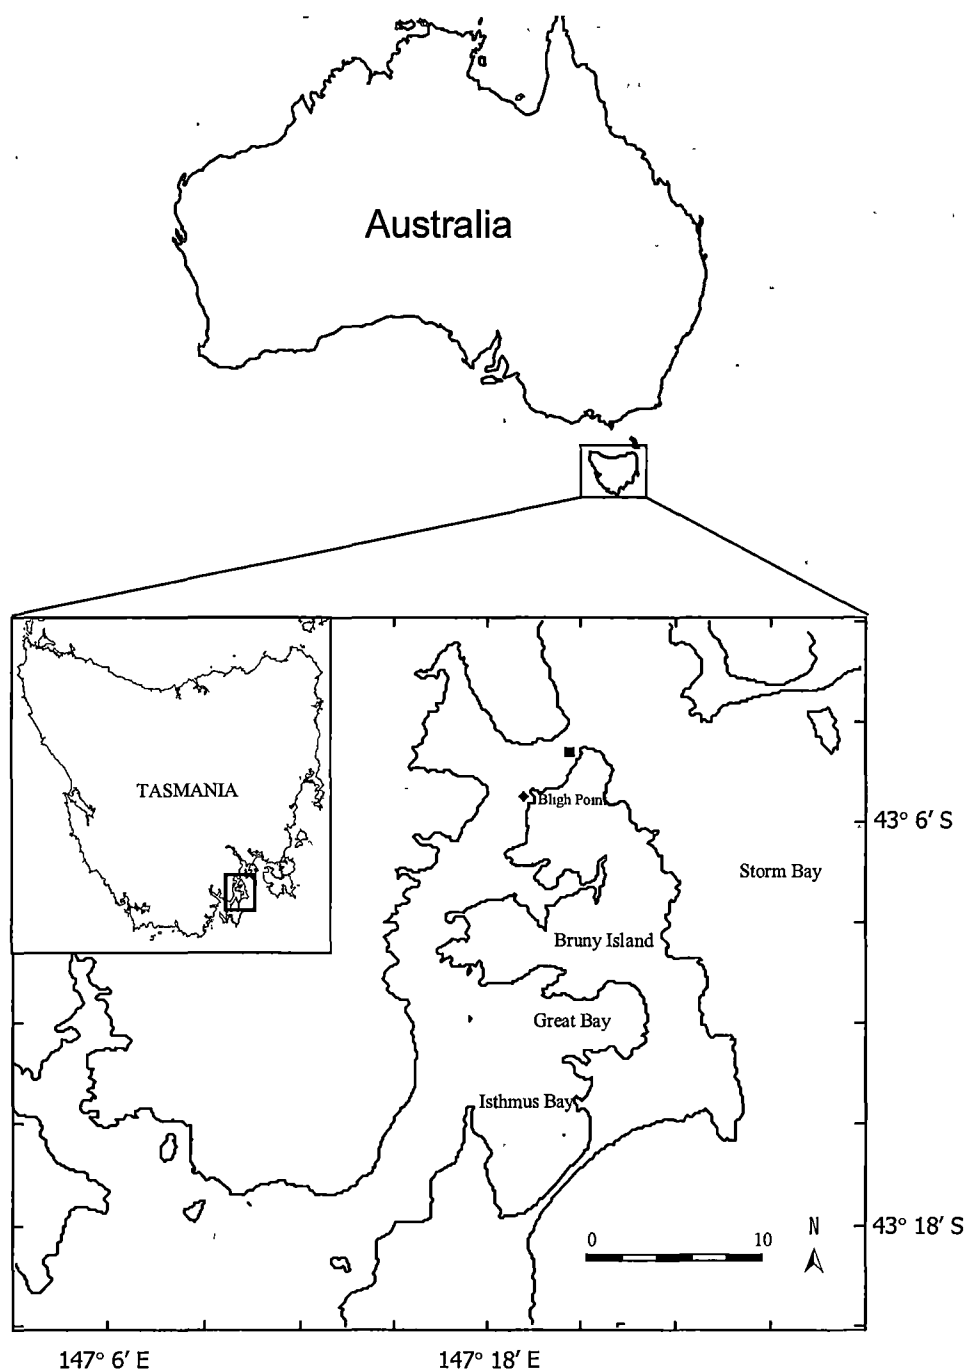 Australia
TASMANIA
Bligh Point
43° 6' S
Storm Bay
Bruny Island
Great Bay
Isthmus Bay
0 10
N
43° 18' S
147° 6' E
147° 18' E